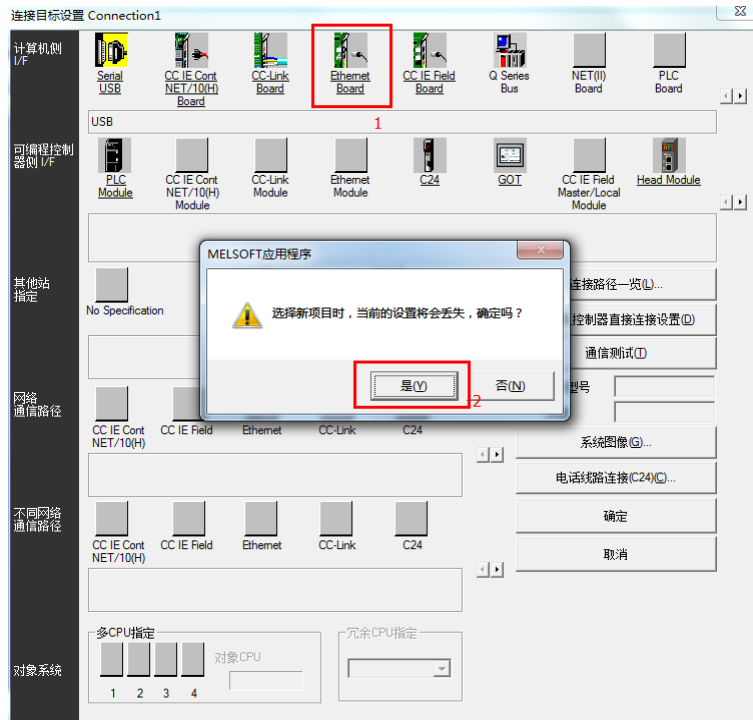 连接目标设置 Connection1
计算机侧
I/F
Serial
USB
CC IE Cont
NET/10(H)
Board
CC-Link
Board
Ethernet
Board
CC IE Field
Board
Q Series
Bus
NET(II)
Board
PLC
Board
USB
1
可编程控制
器侧 I/F
PLC
Module
CC IE Cont
NET/10(H)
Module
CC-Link
Module
Ethernet
Module
C24
GOT
CC IE Field
Master/Local
Module
Head Module
MELSOFT应用程序
选择新项目时，当前的设置将会丢失，确定吗？
是(Y)
否(N)
2
其他站
指定
No Specification
连接路径一览(L)...
控制器直接连接设置(D)
通信测试(T)
型号
网络
通信路径
CC IE Cont
NET/10(H)
CC IE Field
Ethernet
CC-Link
C24
系统图像(G)...
电话线路连接(C24)(C)...
不同网络
通信路径
CC IE Cont
NET/10(H)
CC IE Field
Ethernet
CC-Link
C24
确定
取消
对象系统
多CPU指定
1 2 3 4
对象CPU
冗余CPU指定